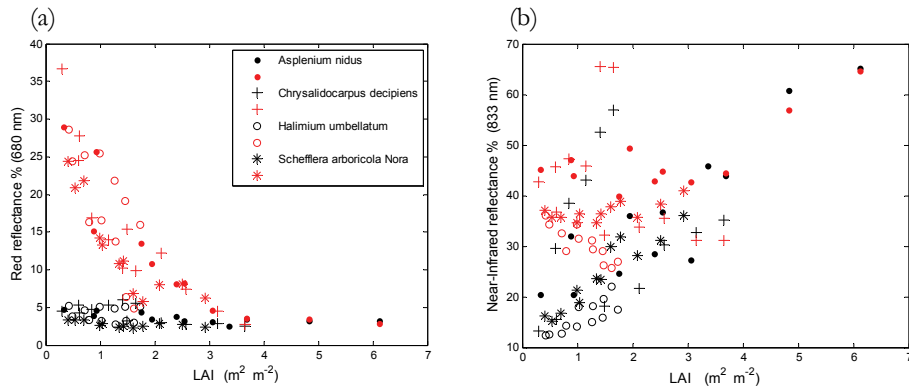 (a)
40
35
30
25
20
15
10
5
0
Red reflectance % (680 nm)
0 1 2 3 4 5 6 7
LAI (m² m⁻²)
Asplenium nidus
Chrysalidocarpus decipiens
Halimium umbellatum
Schefflera arboricola Nora
(b)
70
60
50
40
30
20
10
Near-Infrared reflectance % (833 nm)
0 1 2 3 4 5 6 7
LAI (m² m⁻²)